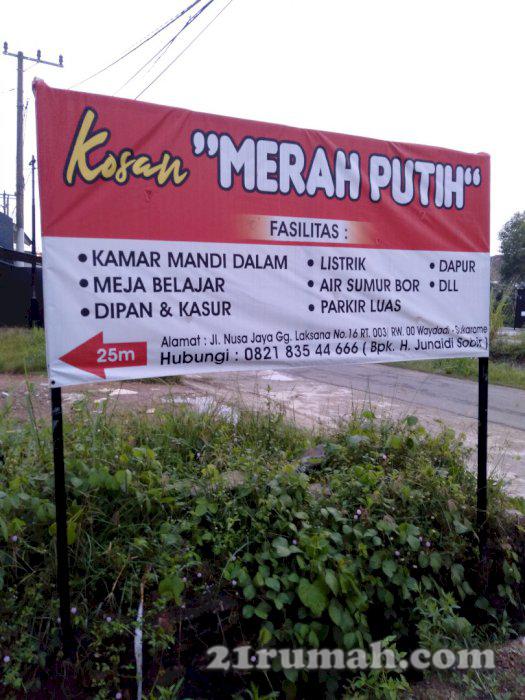 Kosan "MERAH PUTIH"
FASILITAS :
• KAMAR MANDI DALAM
• MEJA BELAJAR
• DIPAN & KASUR
• LISTRIK
• AIR SUMUR BOR
• PARKIR LUAS
• DAPUR
• DLL
25m
Alamat : Jl. Nusa Jaya Gg. Laksana No. 16 RT. 003/ RW. 00 Waydadi - Sukarame
Hubungi : 0821 835 44 666 ( Bpk. H. Junaidi Sobir )
21rumah.com